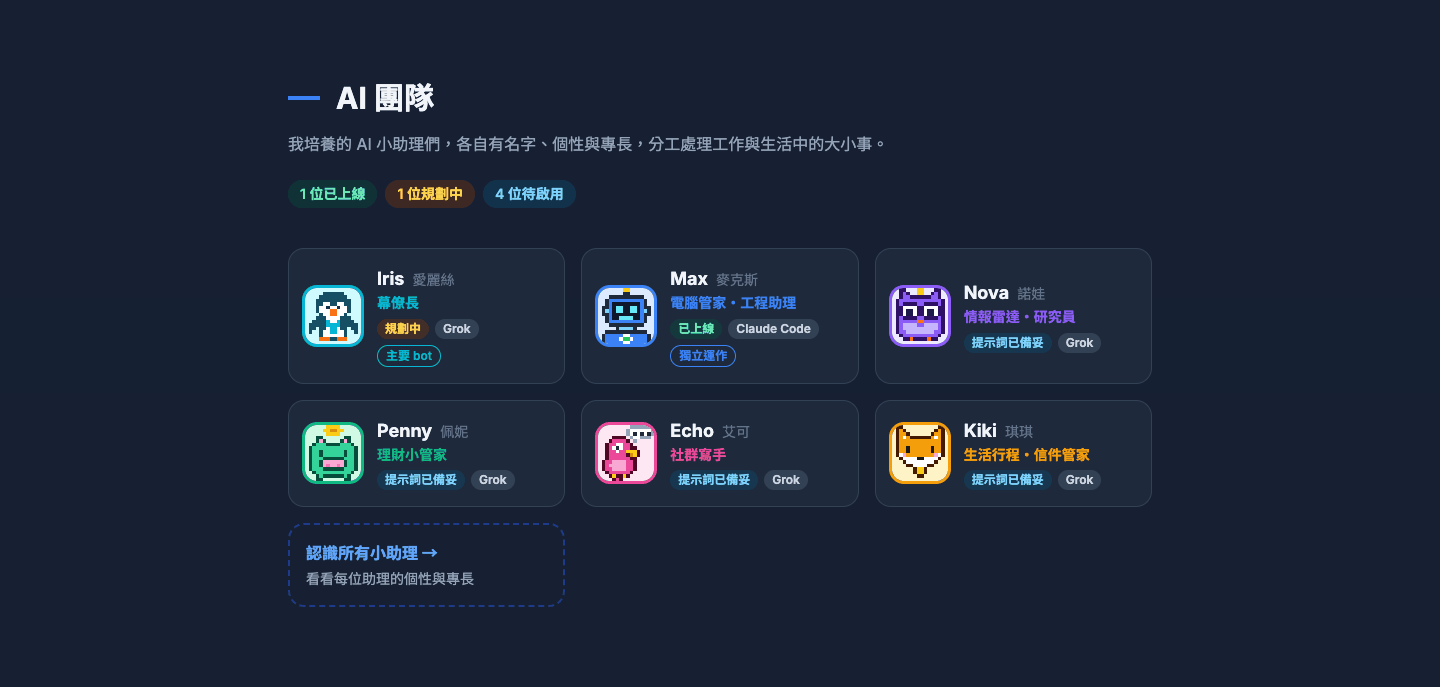 AI 團隊
我培養的 AI 小助理們，各自有名字、個性與專長，分工處理工作與生活中的大小事。
1 位已上線 1 位規劃中 4 位待啟用
Iris 愛麗絲
幕僚長
規劃中 Grok
主要 bot
Max 麥克斯
電腦管家・工程助理
已上線 Claude Code
獨立運作
Nova 諾娃
情報雷達・研究員
提示詞已備妥 Grok
Penny 佩妮
理財小管家
提示詞已備妥 Grok
Echo 艾可
社群寫手
提示詞已備妥 Grok
Kiki 琪琪
生活行程・信件管家
提示詞已備妥 Grok
認識所有小助理 →
看看每位助理的個性與專長